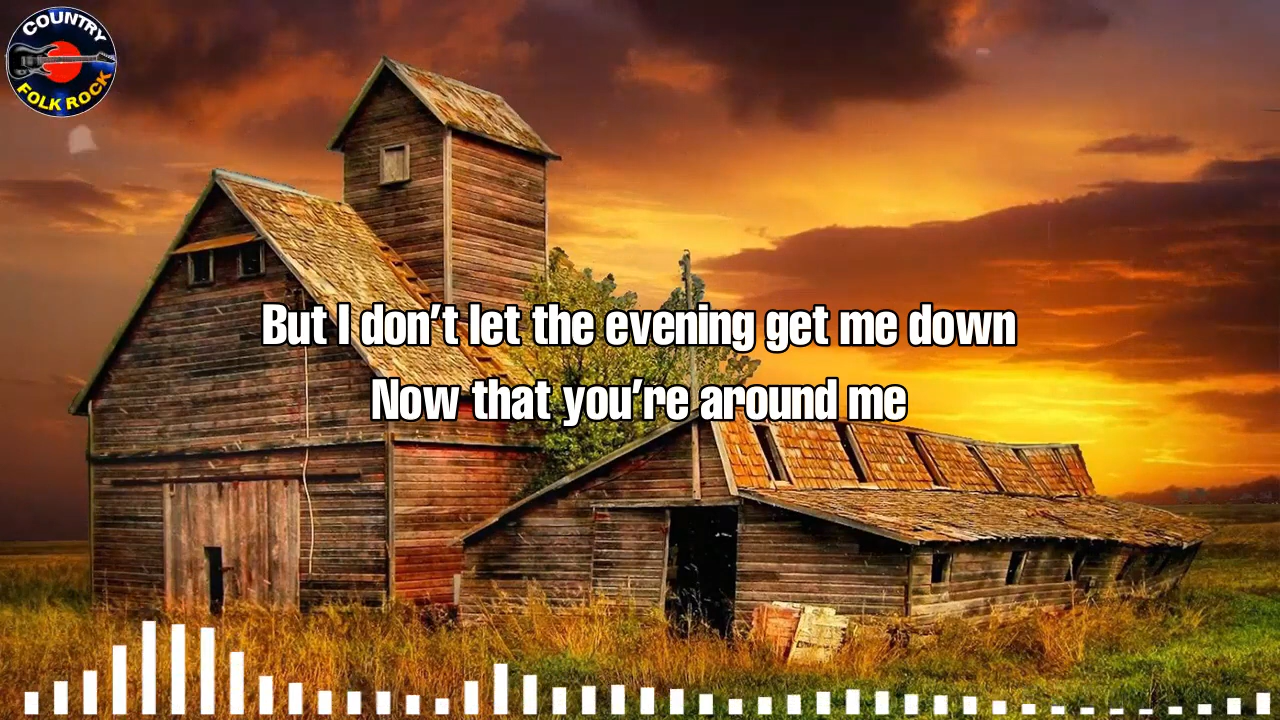 COUNTRY
FOLK ROCK
But I don't let the evening get me down
Now that you're around me